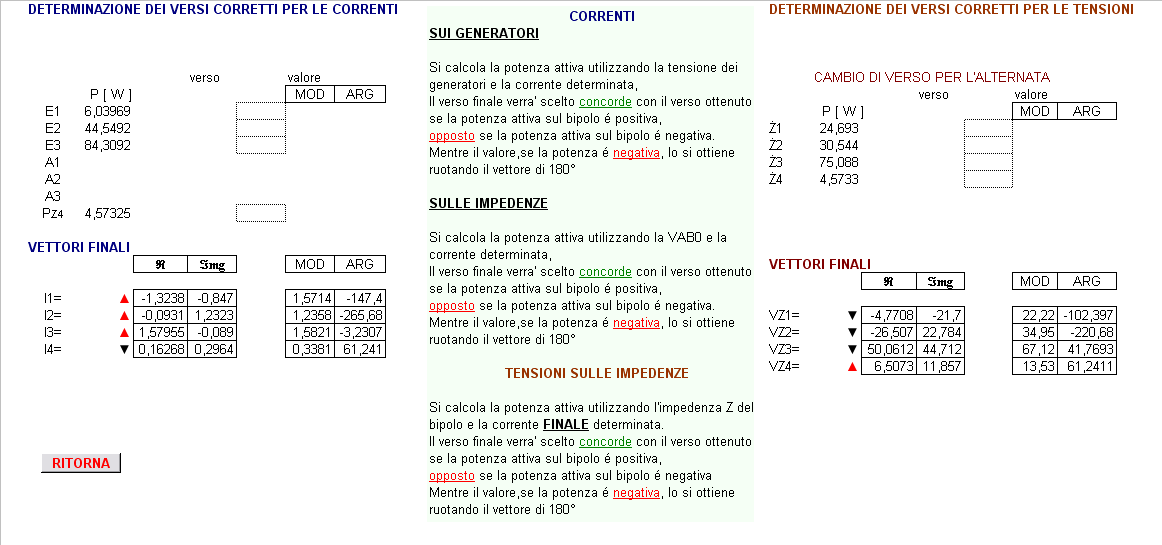 DETERMINAZIONE DEI VERSI CORRETTI PER LE CORRENTI
verso valore
P [ W ] MOD ARG
E1 6,03969
E2 44,5492
E3 84,3092
A1
A2
A3
Pz4 4,57325
VETTORI FINALI
ℜ Img MOD ARG
I1= ▲ -1,3238 -0,847 1,5714 -147,4
I2= ▲ -0,0931 1,2323 1,2358 -265,68
I3= ▲ 1,57955 -0,089 1,5821 -3,2307
I4= ▼ 0,16268 0,2964 0,3381 61,241
RITORNA
CORRENTI
SUI GENERATORI
Si calcola la potenza attiva utilizzando la tensione dei
generatori e la corrente determinata,
Il verso finale verra' scelto concorde con il verso ottenuto
se la potenza attiva sul bipolo é positiva,
opposto se la potenza attiva sul bipolo é negativa.
Mentre il valore,se la potenza é negativa, lo si ottiene
ruotando il vettore di 180°
SULLE IMPEDENZE
Si calcola la potenza attiva utilizzando la VAB0 e la
corrente determinata,
Il verso finale verra' scelto concorde con il verso ottenuto
se la potenza attiva sul bipolo é positiva,
opposto se la potenza attiva sul bipolo é negativa.
Mentre il valore,se la potenza é negativa, lo si ottiene
ruotando il vettore di 180°
TENSIONI SULLE IMPEDENZE
Si calcola la potenza attiva utilizzando l'impedenza Z del
bipolo e la corrente FINALE determinata.
Il verso finale verra' scelto concorde con il verso ottenuto
se la potenza attiva sul bipolo é positiva,
opposto se la potenza attiva sul bipolo é negativa
Mentre il valore,se la potenza é negativa, lo si ottiene
ruotando il vettore di 180°
DETERMINAZIONE DEI VERSI CORRETTI PER LE TENSIONI
CAMBIO DI VERSO PER L'ALTERNATA
verso valore
P [ W ] MOD ARG
Ż1 24,693
Ż2 30,544
Ż3 75,088
Ż4 4,5733
VETTORI FINALI
ℜ Img MOD ARG
VZ1= ▼ -4,7708 -21,7 22,22 -102,397
VZ2= ▼ -26,507 22,784 34,95 -220,68
VZ3= ▼ 50,0612 44,712 67,12 41,7693
VZ4= ▲ 6,5073 11,857 13,53 61,2411